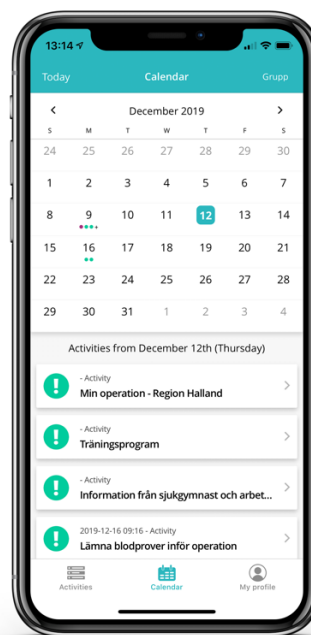 13:14
Today Calendar Grupp
December 2019
S M T W T F S
24 25 26 27 28 29 30
1 2 3 4 5 6 7
8 9 10 11 12 13 14
15 16 17 18 19 20 21
22 23 24 25 26 27 28
29 30 31 1 2 3 4
Activities from December 12th (Thursday)
- Activity
Min operation - Region Halland
- Activity
Träningsprogram
- Activity
Information från sjukgymnast och arbet...
2019-12-16 09:16 - Activity
Lämna blodprover inför operation
Activities Calendar My profile